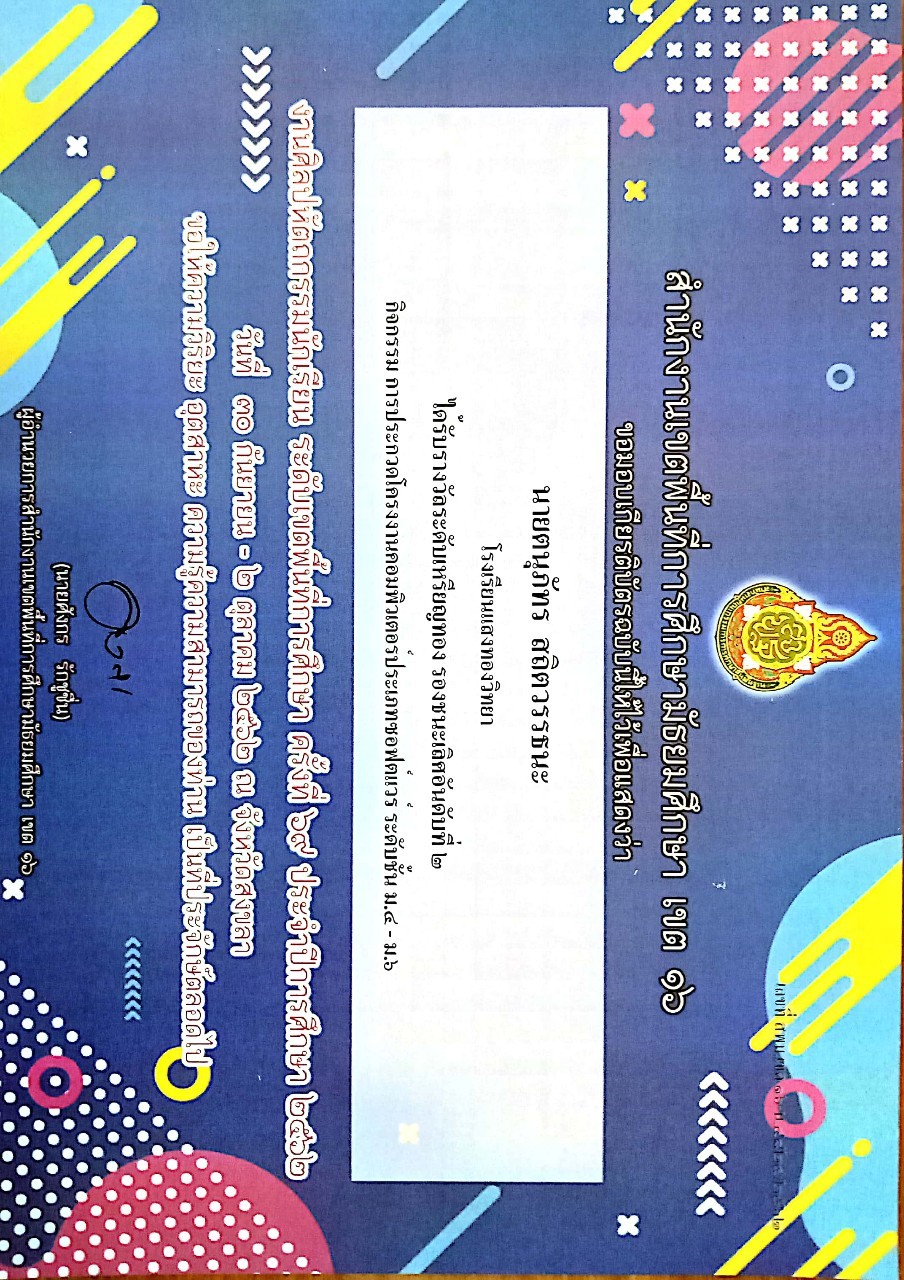 สำนักงานเขตพื้นที่การศึกษามัธยมศึกษา เขต ๑๖
ขอมอบเกียรติบัตรฉบับนี้ให้ไว้เพื่อแสดงว่า
นายตนุภัทร สถิตวรรธนะ
โรงเรียนแสงทองวิทยา
ได้รับรางวัลระดับเหรียญทอง รองชนะเลิศอันดับที่ ๒
กิจกรรม การประกวดโครงงานคอมพิวเตอร์ประเภทซอฟต์แวร์ ระดับชั้น ม.๔ - ม.๖
งานศิลปหัตถกรรมนักเรียน ระดับเขตพื้นที่การศึกษา ครั้งที่ ๖๙ ประจำปีการศึกษา ๒๕๖๒
วันที่ ๓๐ กันยายน - ๒ ตุลาคม ๒๕๖๒ ณ จังหวัดสงขลา
ขอให้ความวิริยะ อุตสาหะ ความรู้ความสามารถของท่าน เป็นที่ประจักษ์ตลอดไป
(นายศังกร รักชูชื่น)
ผู้อำนวยการสำนักงานเขตพื้นที่การศึกษามัธยมศึกษา เขต ๑๖